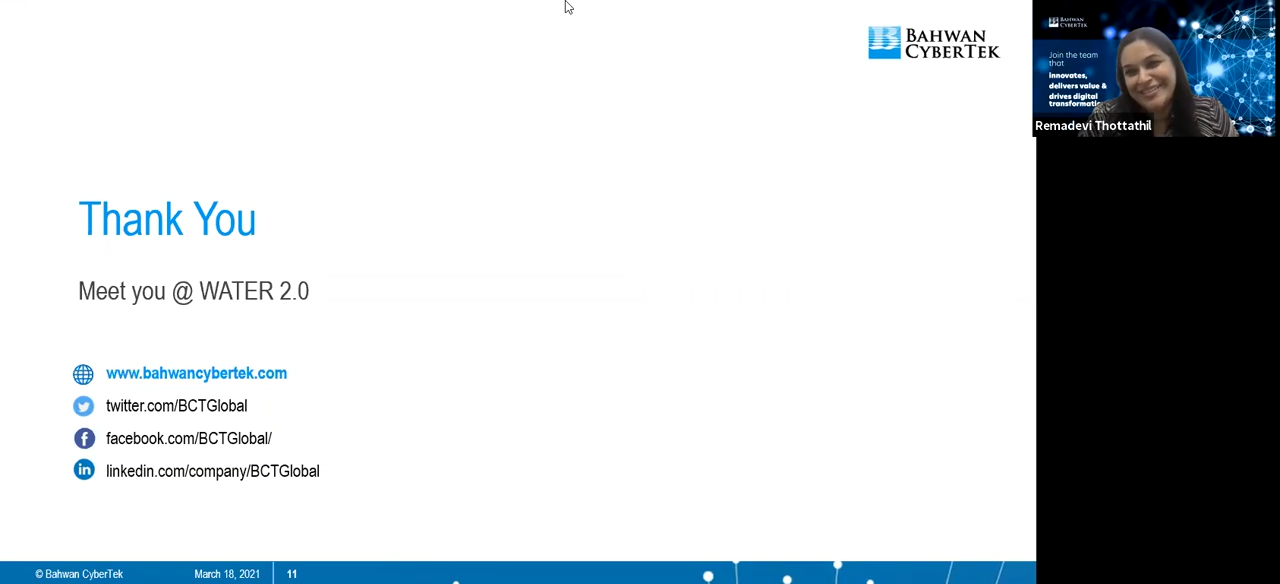 BAHWAN
CYBERTEK
Thank You
Meet you @ WATER 2.0
www.bahwancybertek.com
twitter.com/BCTGlobal
facebook.com/BCTGlobal/
linkedin.com/company/BCTGlobal
© Bahwan CyberTek March 18, 2021 11
BAHWAN
CYBERTEK
Join the team
that
innovates,
delivers value &
drives digital
Remadevi Thottathil